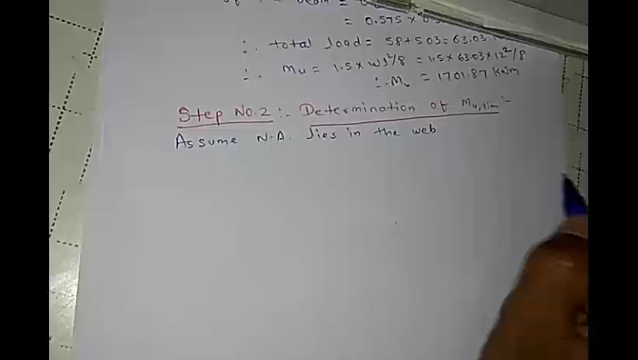 = 0.575 x
∴ total load = 58 + 5.03 = 63.03
∴ Mu = 1.5 x wl²/8 = 1.5 x 63.03 x 12²/8
∴ Mu = 1701.87 kNm
Step No.2 :- Determination of Mu,lim :-
Assume N.A. lies in the web